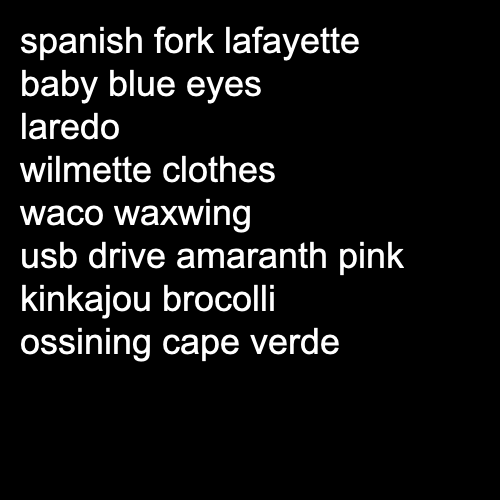 spanish fork lafayette
baby blue eyes
laredo
wilmette clothes
waco waxwing
usb drive amaranth pink
kinkajou brocolli
ossining cape verde